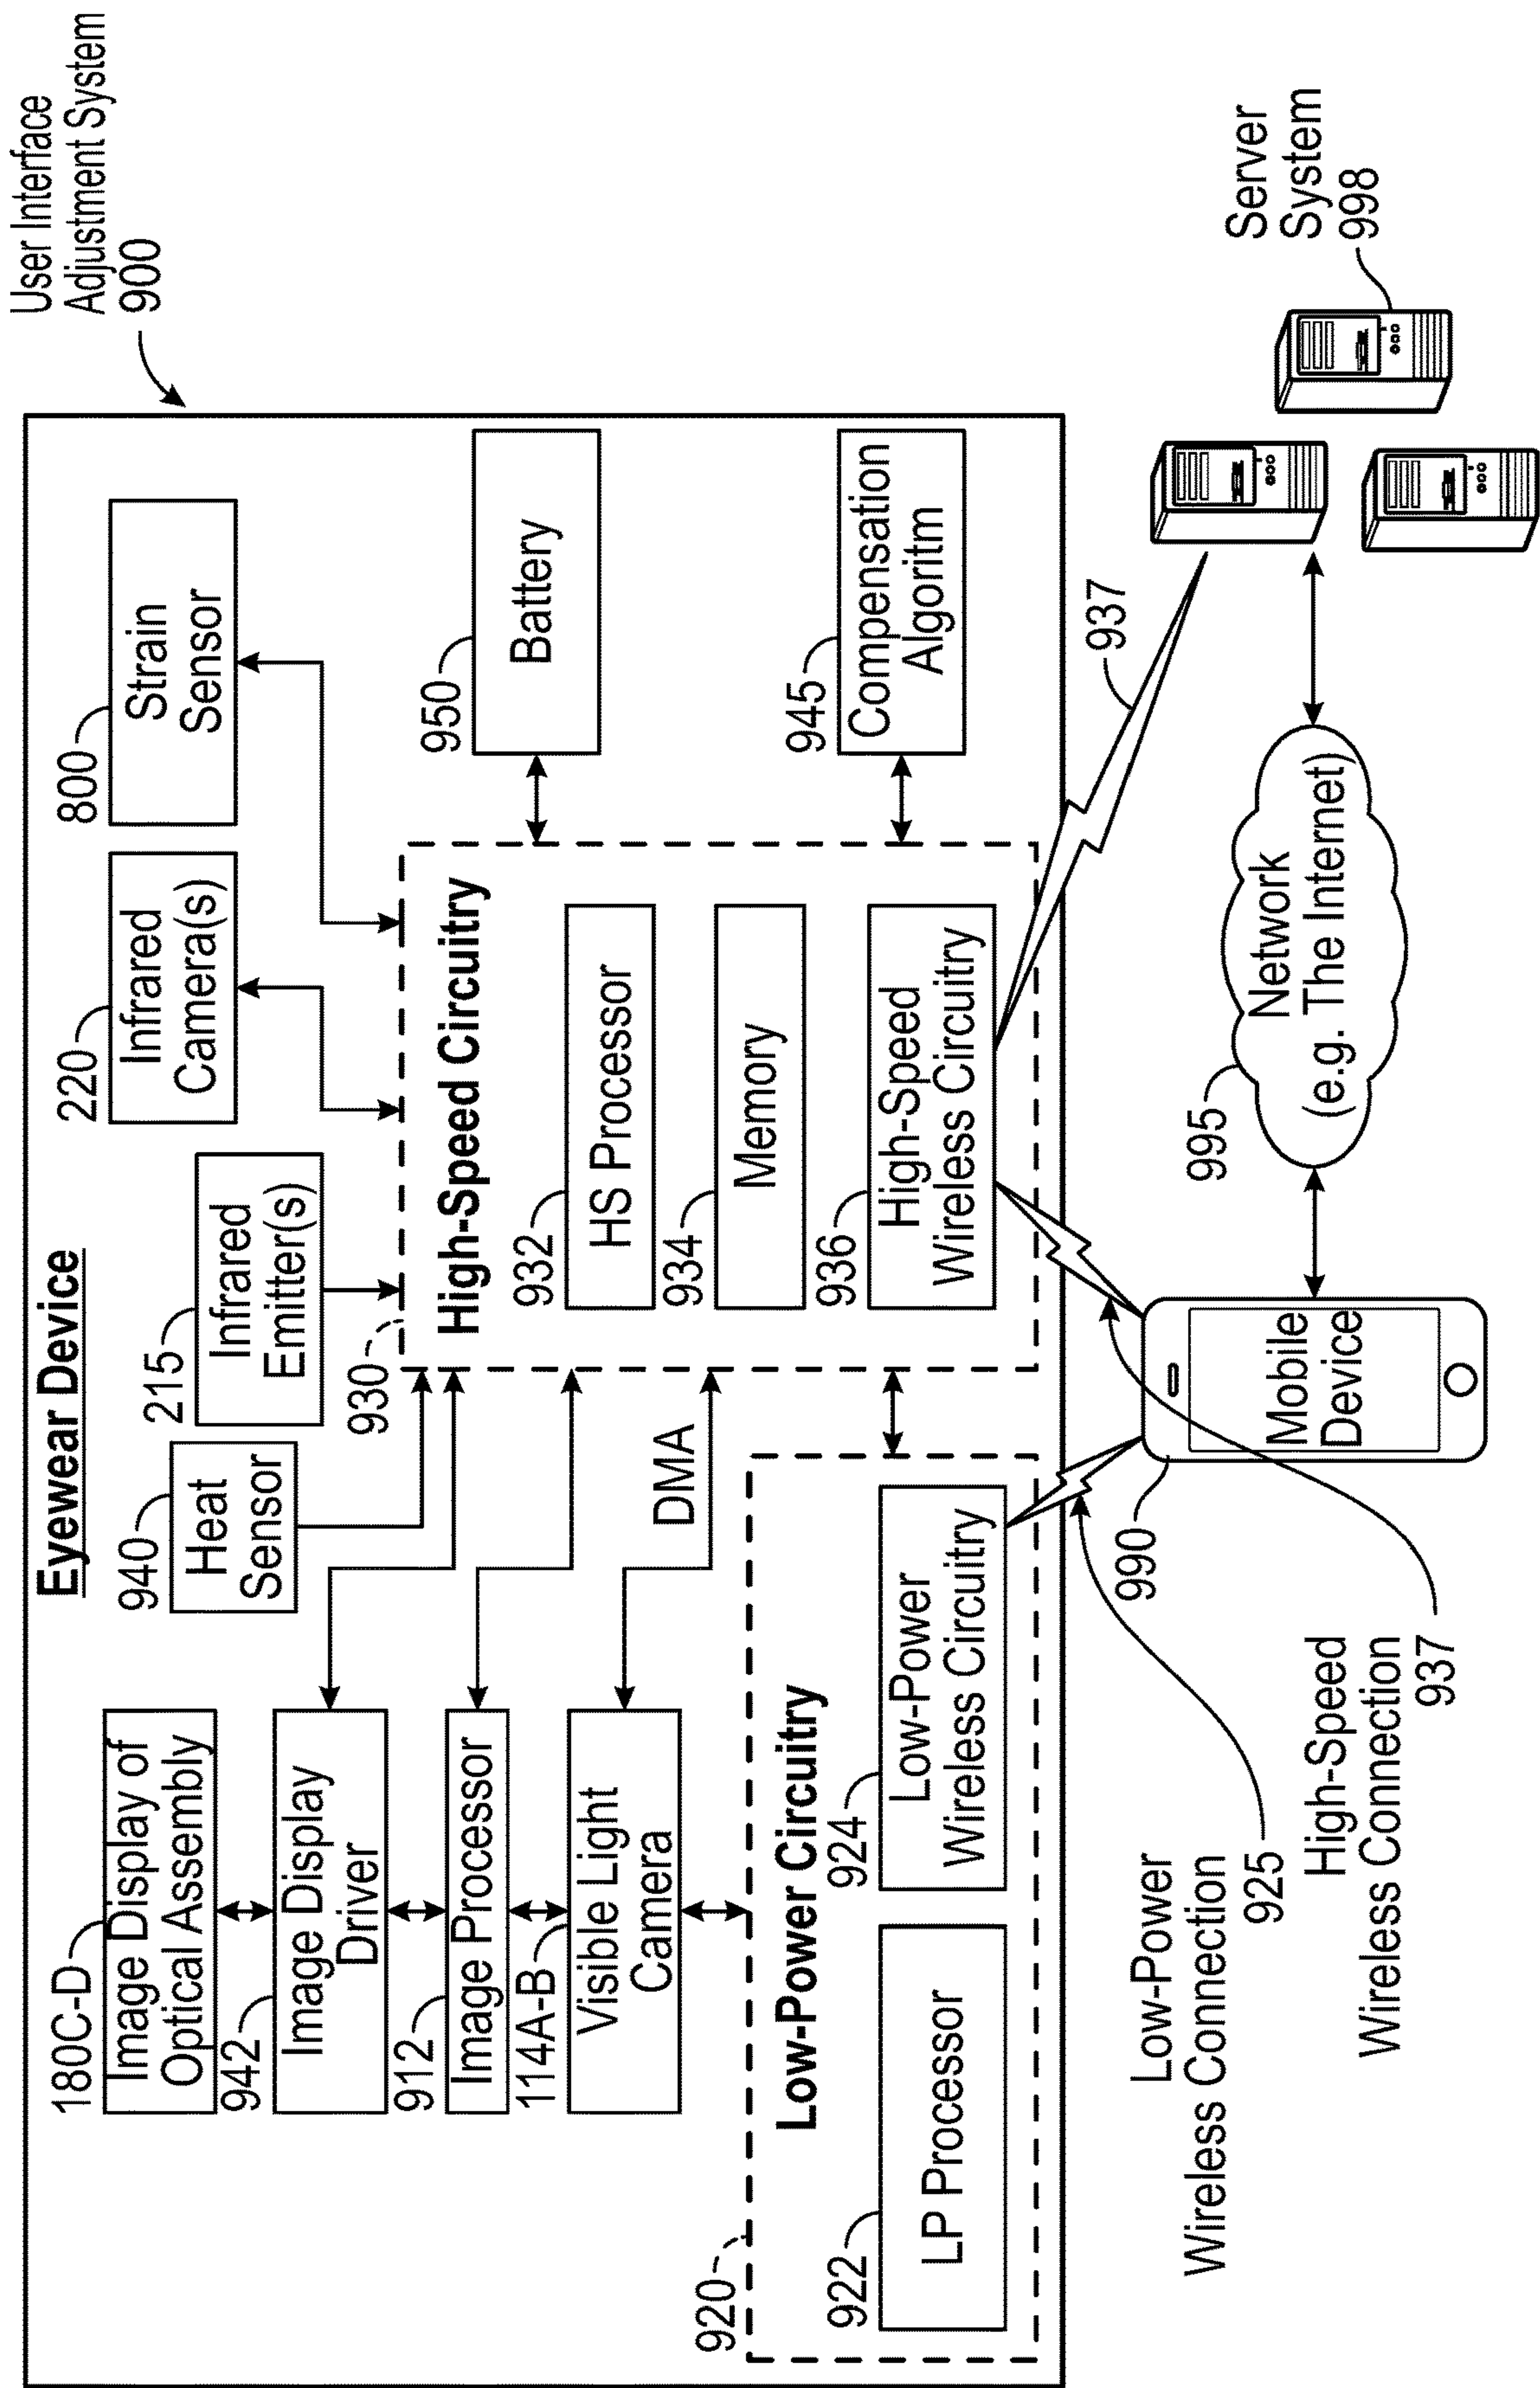 User Interface
Adjustment System
900
Eyewear Device
180C-D
Image Display of
Optical Assembly
942
Image Display
Driver
912
Image Processor
114A-B
Visible Light
Camera
940
Heat
Sensor
215
Infrared
Emitter(s)
220
Infrared
Camera(s)
800
Strain
Sensor
DMA
930
High-Speed Circuitry
932
HS Processor
934
Memory
936
High-Speed
Wireless Circuitry
950
Battery
945
Compensation
Algoritm
920
Low-Power Circuitry
922
LP Processor
924
Low-Power
Wireless Circuitry
937
Low-Power
Wireless Connection
925
High-Speed
Wireless Connection
937
990
Mobile
Device
995
Network
(e.g. The Internet)
Server
System
998